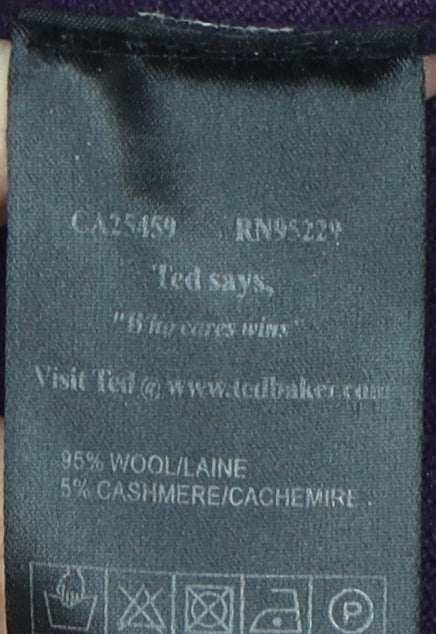 CA25459 RN95229
Ted says,
"Who cares wins"
Visit Ted @ www.tedbaker.com
95% WOOL/LAINE
5% CASHMERE/CACHEMIRE
P